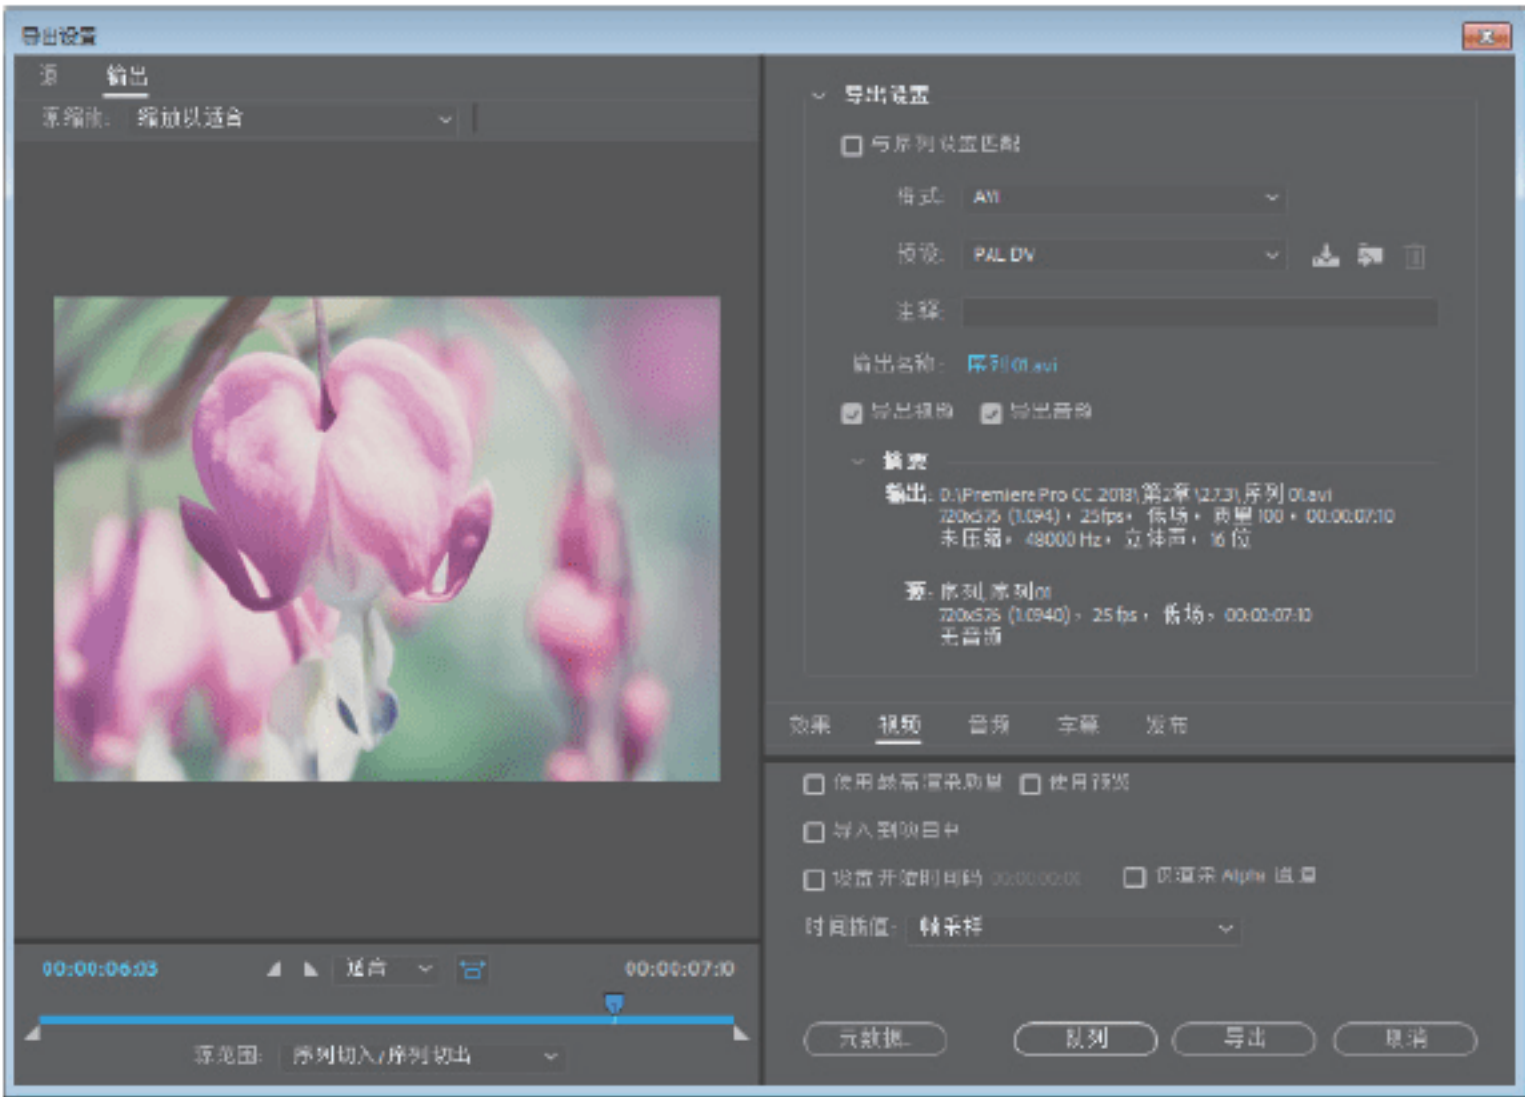 导出设置
源 输出
源缩放: 缩放以适合
导出设置
与序列设置匹配
格式: AVI
预设: PAL DV
注释:
输出名称: 序列 01.avi
导出视频 导出音频
摘要
输出: D:\Premiere Pro CC 2018\第2章\2.7.3\序列 01.avi
720x576 (1.094), 25 fps, 低场, 质量 100, 00:00:07:10
未压缩, 48000 Hz, 立体声, 16 位
源: 序列, 序列 01
720x576 (1.0940), 25 fps, 低场, 00:00:07:10
无音频
效果 视频 音频 字幕 发布
使用最高渲染质量 使用预览
导入到项目中
设置开始时间码 00:00:00:00 仅渲染 Alpha 通道
时间插值: 帧采样
00:00:06:03 适合 00:00:07:10
源范围: 序列切入/序列切出
元数据... 队列 导出 取消